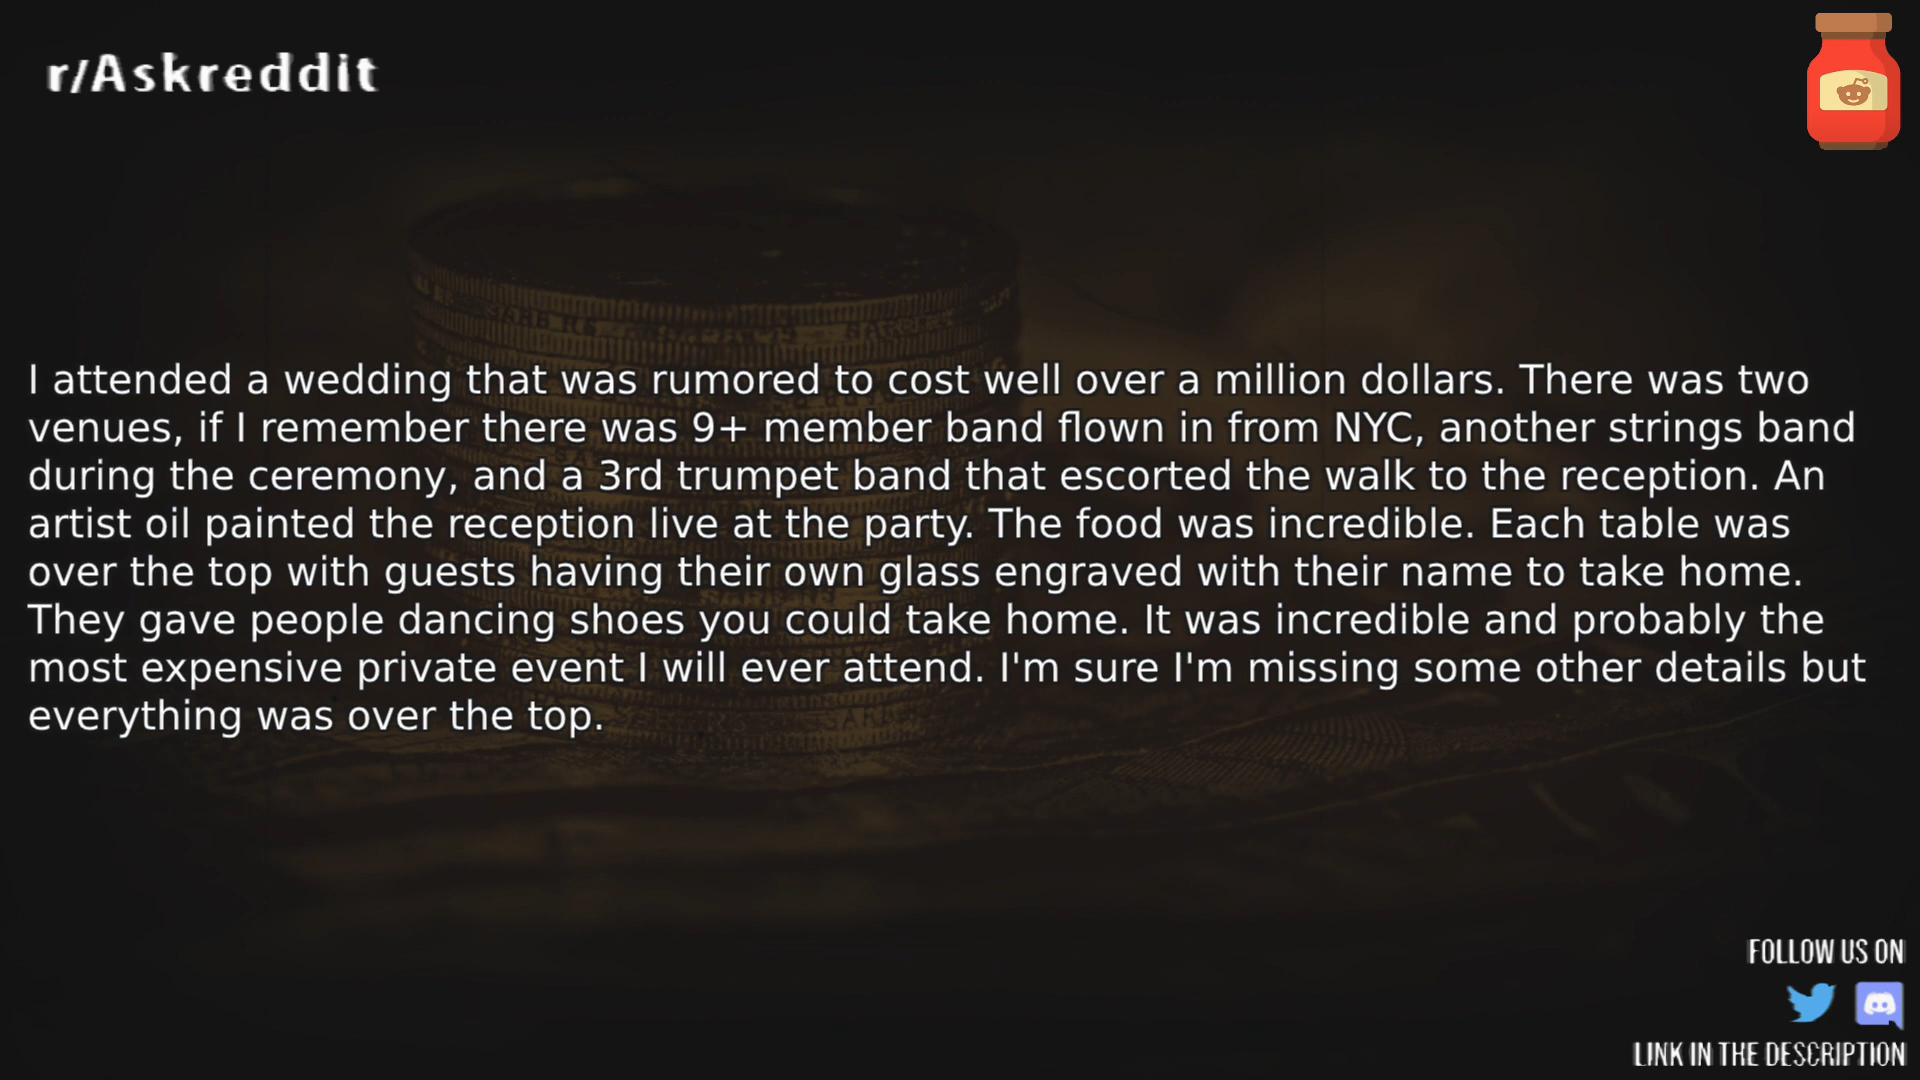 r/Askreddit
I attended a wedding that was rumored to cost well over a million dollars. There was two
venues, if I remember there was 9+ member band flown in from NYC, another strings band
during the ceremony, and a 3rd trumpet band that escorted the walk to the reception. An
artist oil painted the reception live at the party. The food was incredible. Each table was
over the top with guests having their own glass engraved with their name to take home.
They gave people dancing shoes you could take home. It was incredible and probably the
most expensive private event I will ever attend. I'm sure I'm missing some other details but
everything was over the top.
FOLLOW US ON
LINK IN THE DESCRIPTION